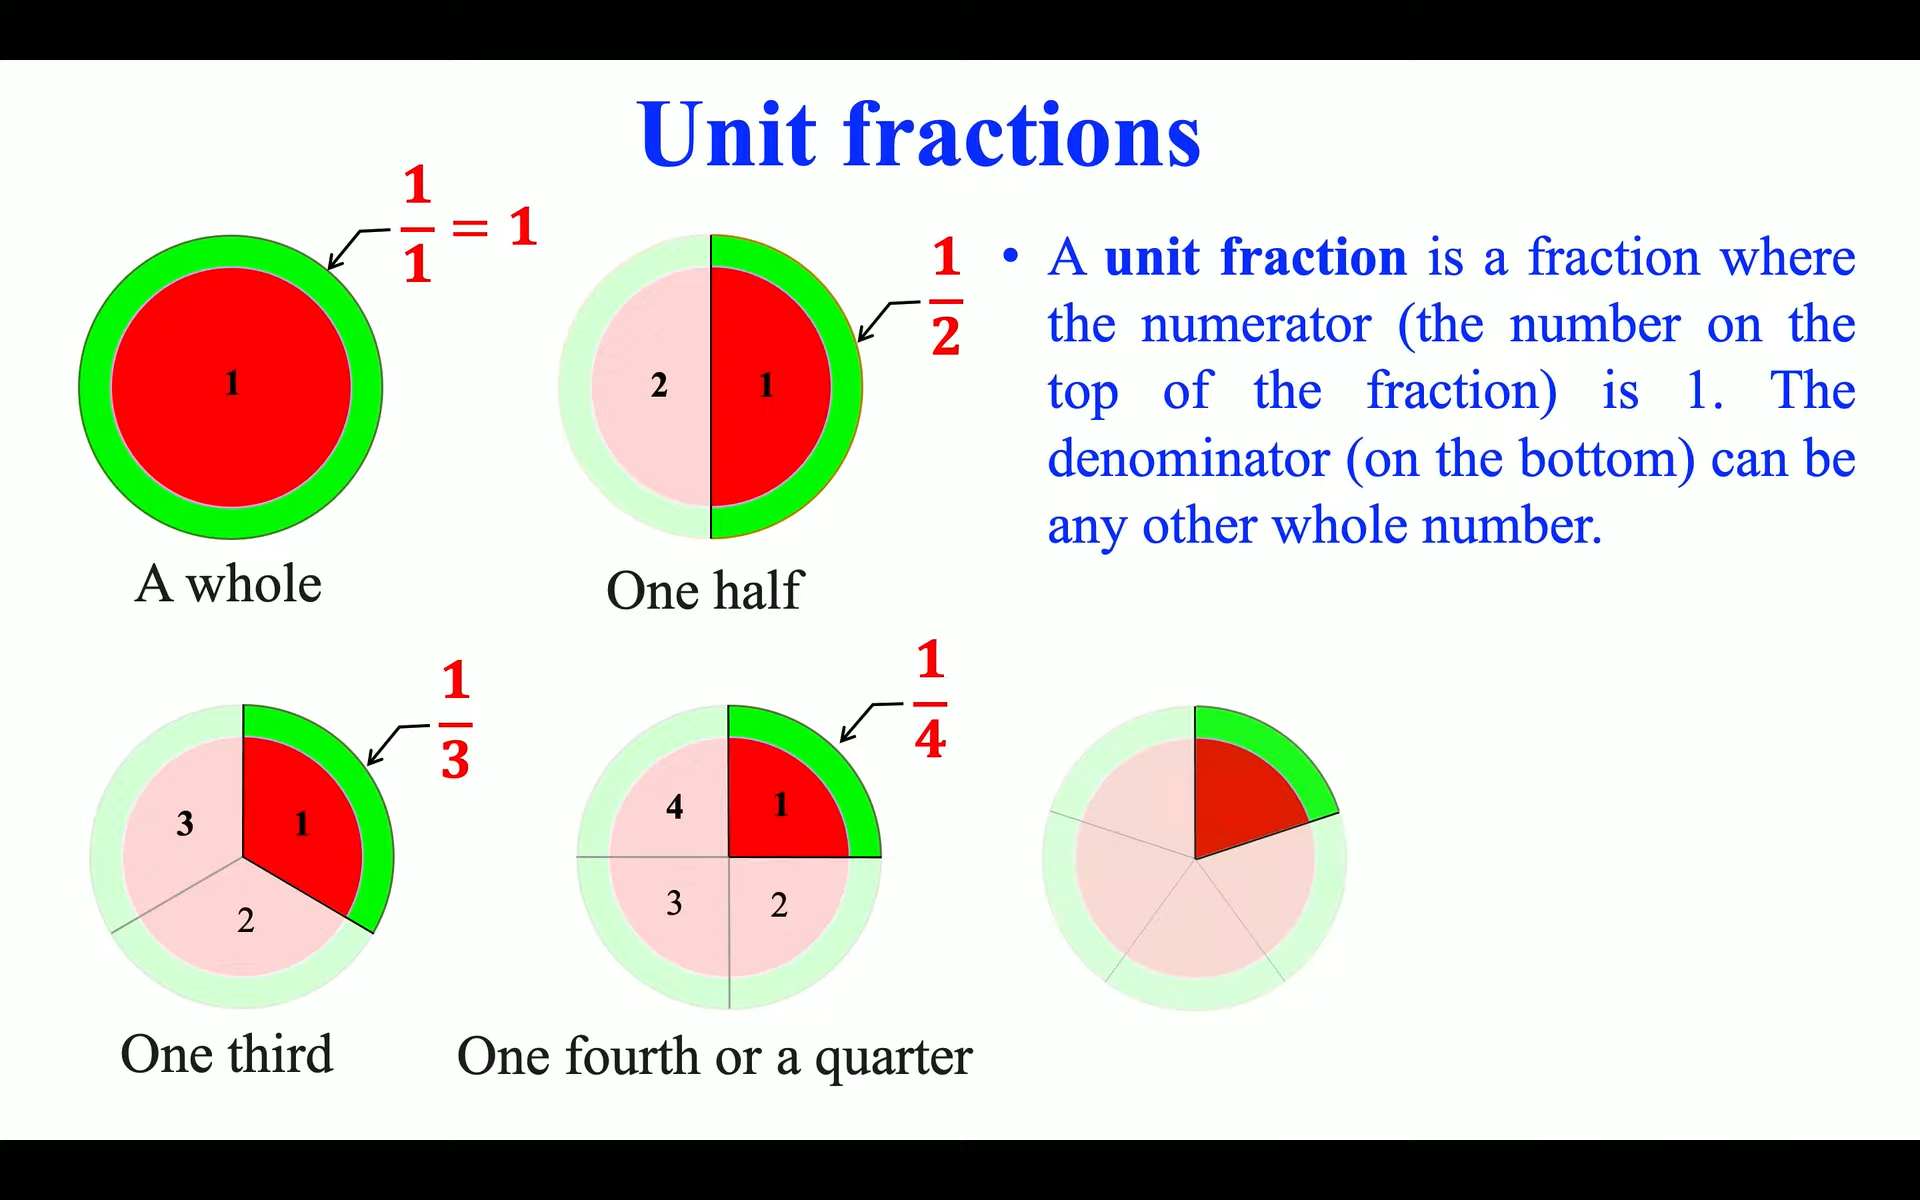 Unit fractions
1/1 = 1
1
A whole
1/2
2 1
One half
• A unit fraction is a fraction where
the numerator (the number on the
top of the fraction) is 1. The
denominator (on the bottom) can be
any other whole number.
1/3
3 1
2
One third
1/4
4 1
3 2
One fourth or a quarter